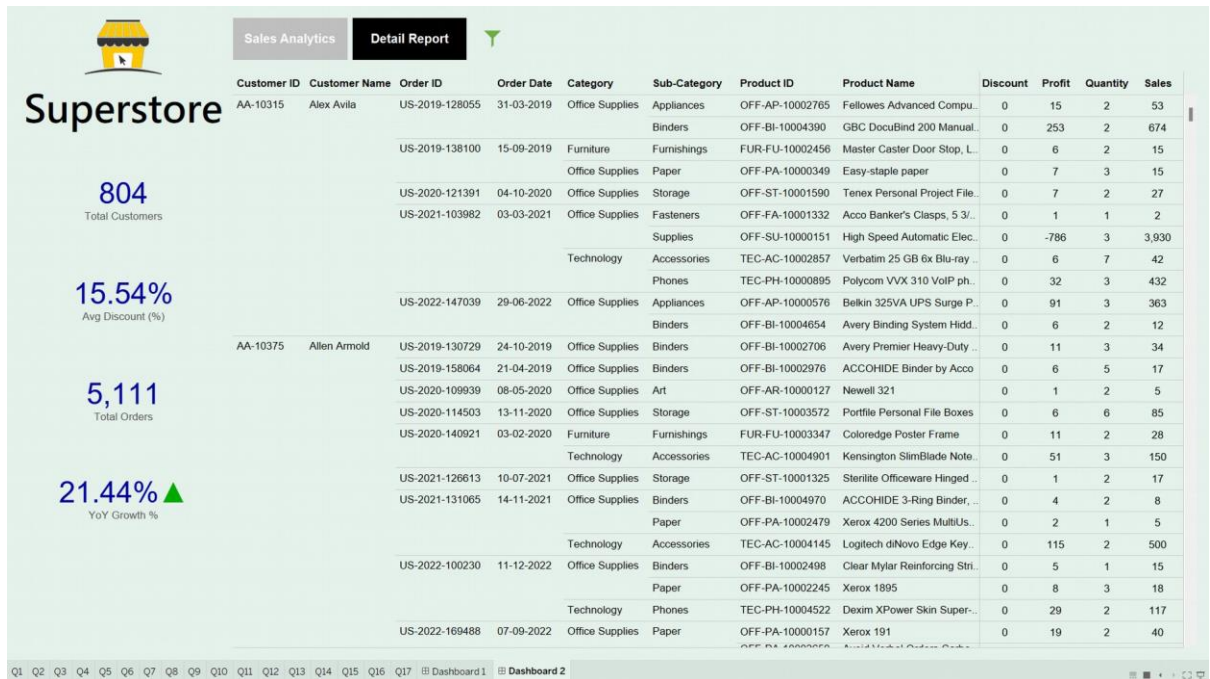 Sales Analytics Detail Report
Superstore
804
Total Customers
15.54%
Avg Discount (%)
5,111
Total Orders
21.44%
YoY Growth %
Customer ID Customer Name Order ID Order Date Category Sub-Category Product ID Product Name Discount Profit Quantity Sales
AA-10315 Alex Avila US-2019-128055 31-03-2019 Office Supplies Appliances OFF-AP-10002765 Fellowes Advanced Compu.. 0 15 2 53
Binders OFF-BI-10004390 GBC DocuBind 200 Manual.. 0 253 2 674
US-2019-138100 15-09-2019 Furniture Furnishings FUR-FU-10002456 Master Caster Door Stop, L.. 0 6 2 15
Office Supplies Paper OFF-PA-10000349 Easy-staple paper 0 7 3 15
US-2020-121391 04-10-2020 Office Supplies Storage OFF-ST-10001590 Tenex Personal Project File.. 0 7 2 27
US-2021-103982 03-03-2021 Office Supplies Fasteners OFF-FA-10001332 Acco Banker's Clasps, 5 3/.. 0 1 1 2
Supplies OFF-SU-10000151 High Speed Automatic Elec.. 0 -786 3 3,930
Technology Accessories TEC-AC-10002857 Verbatim 25 GB 6x Blu-ray .. 0 6 7 42
Phones TEC-PH-10000895 Polycom VVX 310 VoIP ph.. 0 32 3 432
US-2022-147039 29-06-2022 Office Supplies Appliances OFF-AP-10000576 Belkin 325VA UPS Surge P.. 0 91 3 363
Binders OFF-BI-10004654 Avery Binding System Hidd.. 0 6 2 12
AA-10375 Allen Armold US-2019-130729 24-10-2019 Office Supplies Binders OFF-BI-10002706 Avery Premier Heavy-Duty .. 0 11 3 34
US-2019-158064 21-04-2019 Office Supplies Binders OFF-BI-10002976 ACCOHIDE Binder by Acco 0 6 5 17
US-2020-109939 08-05-2020 Office Supplies Art OFF-AR-10000127 Newell 321 0 1 2 5
US-2020-114503 13-11-2020 Office Supplies Storage OFF-ST-10003572 Portfile Personal File Boxes 0 6 6 85
US-2020-140921 03-02-2020 Furniture Furnishings FUR-FU-10003347 Coloredge Poster Frame 0 11 2 28
Technology Accessories TEC-AC-10004901 Kensington SlimBlade Note.. 0 51 3 150
US-2021-126613 10-07-2021 Office Supplies Storage OFF-ST-10001325 Sterilite Officeware Hinged .. 0 1 2 17
US-2021-131065 14-11-2021 Office Supplies Binders OFF-BI-10004970 ACCOHIDE 3-Ring Binder, .. 0 4 2 8
Paper OFF-PA-10002479 Xerox 4200 Series MultiUs.. 0 2 1 5
Technology Accessories TEC-AC-10004145 Logitech diNovo Edge Key.. 0 115 2 500
US-2022-100230 11-12-2022 Office Supplies Binders OFF-BI-10002498 Clear Mylar Reinforcing Stri.. 0 5 1 15
Paper OFF-PA-10002245 Xerox 1895 0 8 3 18
Technology Phones TEC-PH-10004522 Dexim XPower Skin Super-.. 0 29 2 117
US-2022-169488 07-09-2022 Office Supplies Paper OFF-PA-10000157 Xerox 191 0 19 2 40
Q1 Q2 Q3 Q4 Q5 Q6 Q7 Q8 Q9 Q10 Q11 Q12 Q13 Q14 Q15 Q16 Q17 Dashboard 1 Dashboard 2